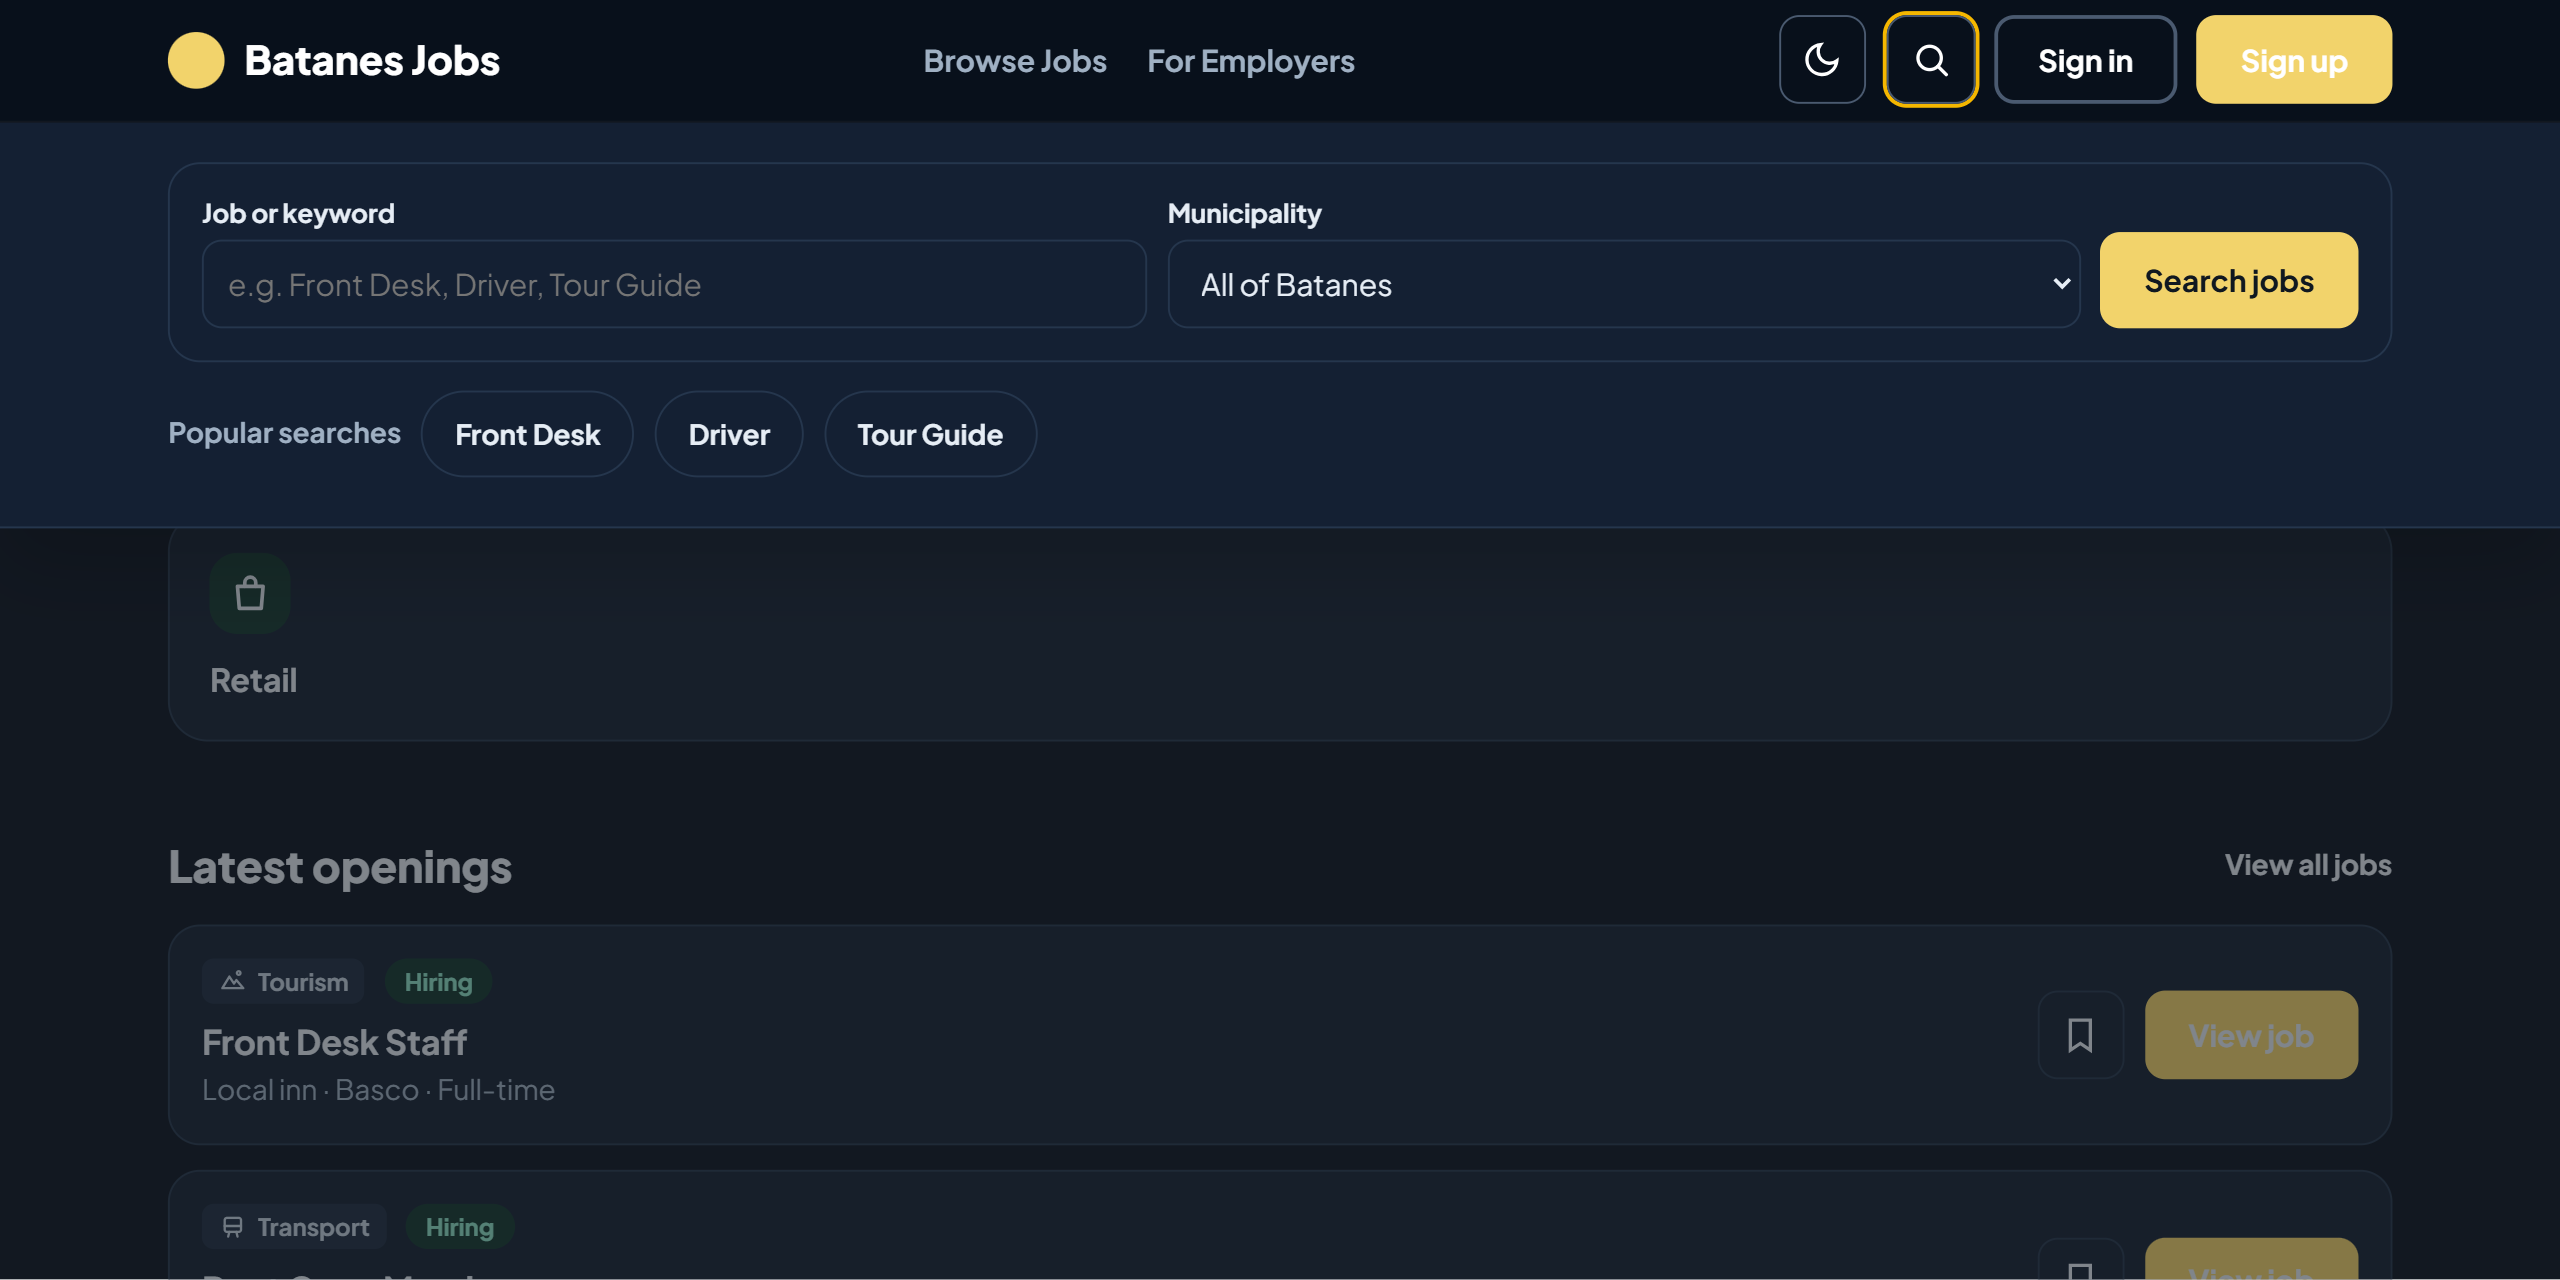 Batanes Jobs
Browse Jobs
For Employers
Sign in
Sign up
Job or keyword
Municipality
e.g. Front Desk, Driver, Tour Guide
All of Batanes
Search jobs
Popular searches
Front Desk
Driver
Tour Guide
Retail
Latest openings
View all jobs
Tourism
Hiring
Front Desk Staff
Local inn · Basco · Full-time
View job
Transport
Hiring
View job